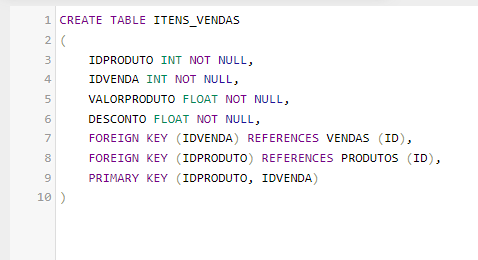 1 CREATE TABLE ITENS_VENDAS
2 (
3 IDPRODUTO INT NOT NULL,
4 IDVENDA INT NOT NULL,
5 VALORPRODUTO FLOAT NOT NULL,
6 DESCONTO FLOAT NOT NULL,
7 FOREIGN KEY (IDVENDA) REFERENCES VENDAS (ID),
8 FOREIGN KEY (IDPRODUTO) REFERENCES PRODUTOS (ID),
9 PRIMARY KEY (IDPRODUTO, IDVENDA)
10 )